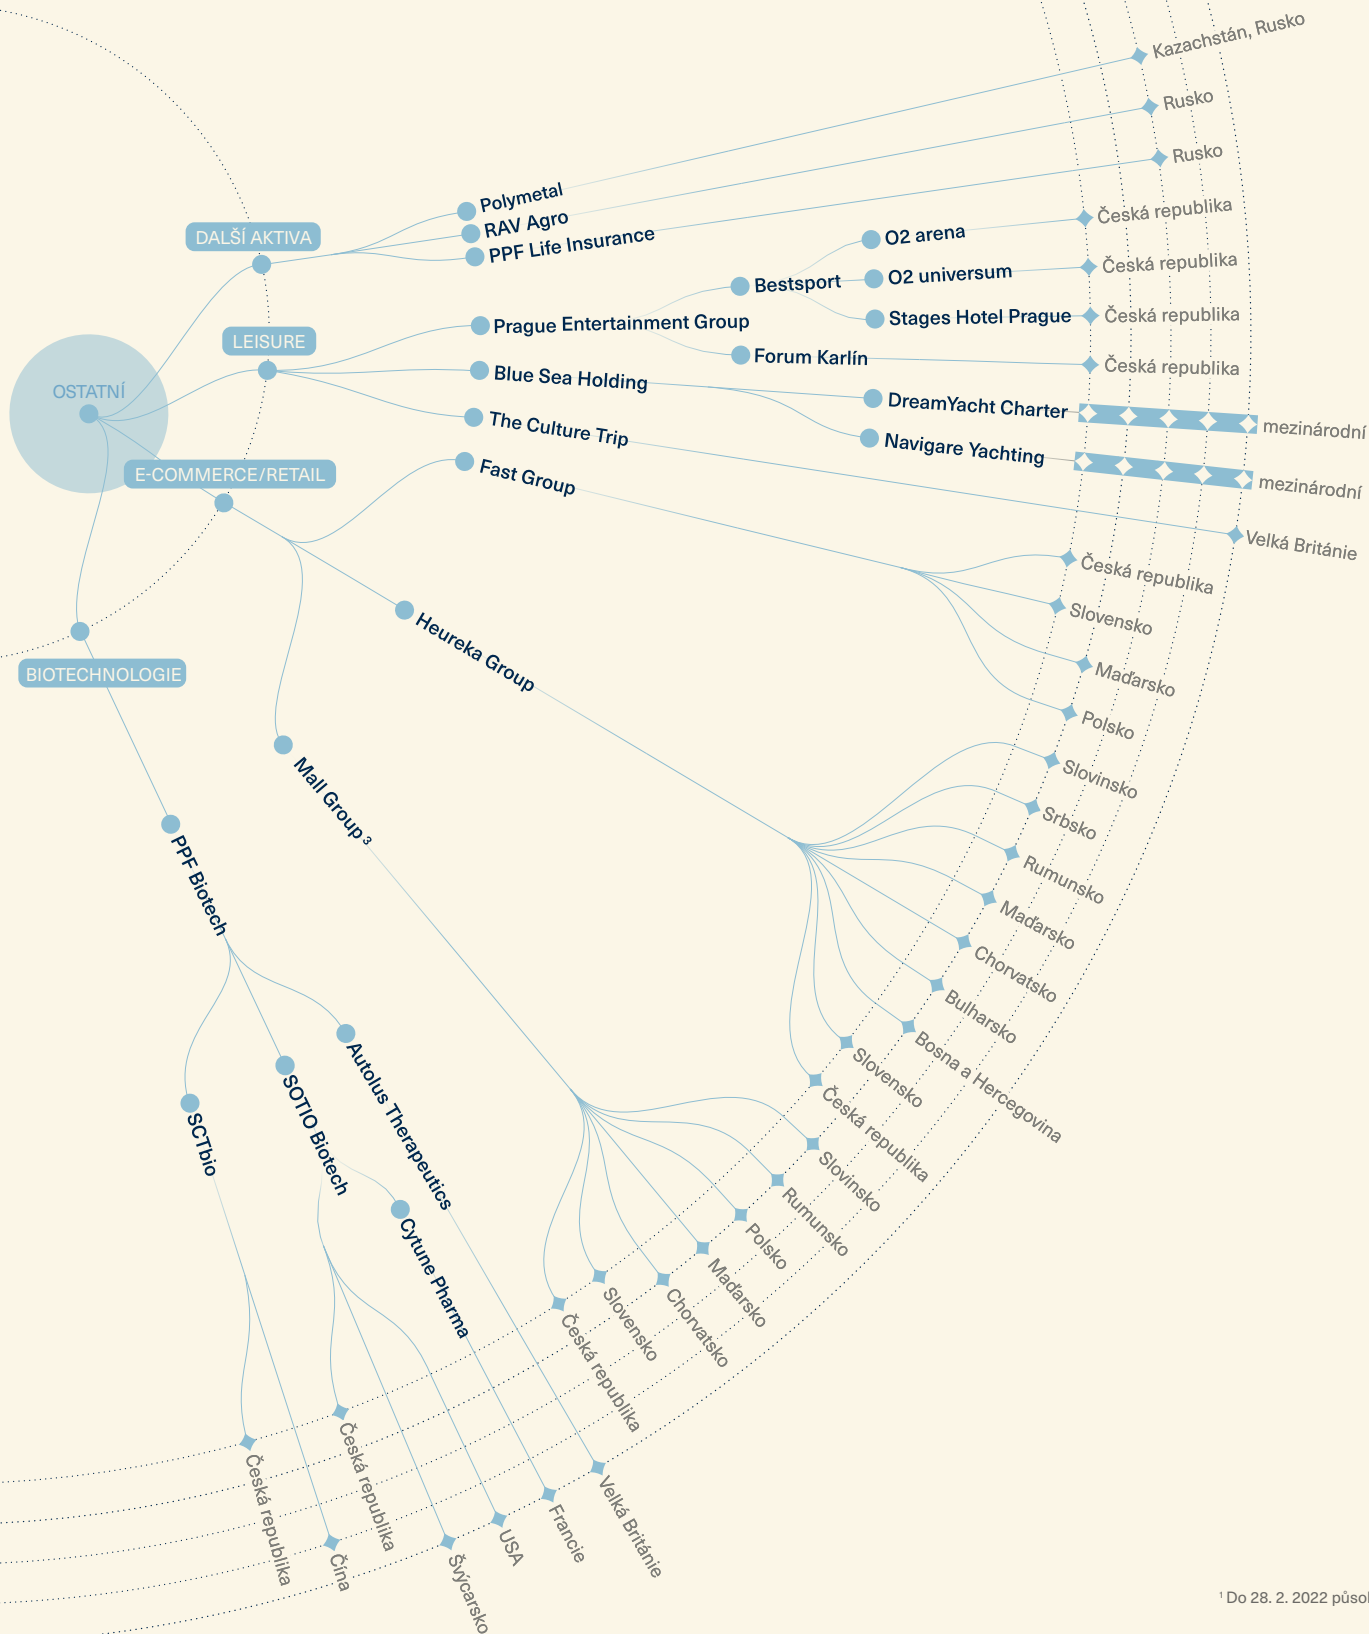 Kazachstán, Rusko
Rusko
Rusko
Polymetal
RAV Agro
PPF Life Insurance
DALŠÍ AKTIVA
Česká republika
O2 arena
Česká republika
O2 universum
Bestsport
Stages Hotel Prague
Česká republika
Prague Entertainment Group
LEISURE
Forum Karlín
Česká republika
Blue Sea Holding
OSTATNÍ
DreamYacht Charter
mezinárodní
The Culture Trip
Navigare Yachting
mezinárodní
E-COMMERCE/RETAIL
Fast Group
Velká Británie
Česká republika
Slovensko
Maďarsko
Polsko
Heureka Group
BIOTECHNOLOGIE
Slovinsko
Srbsko
Rumunsko
Maďarsko
Chorvatsko
Bulharsko
Bosna a Hercegovina
Slovensko
Česká republika
Mall Group³
PPF Biotech
Slovinsko
Rumunsko
Polsko
Maďarsko
Chorvatsko
Slovensko
Česká republika
Autolus Therapeutics
SOTIO Biotech
SCTbio
Cytune Pharma
Velká Británie
Francie
USA
Švýcarsko
Česká republika
Čína
Česká republika
¹ Do 28. 2. 2022 působ